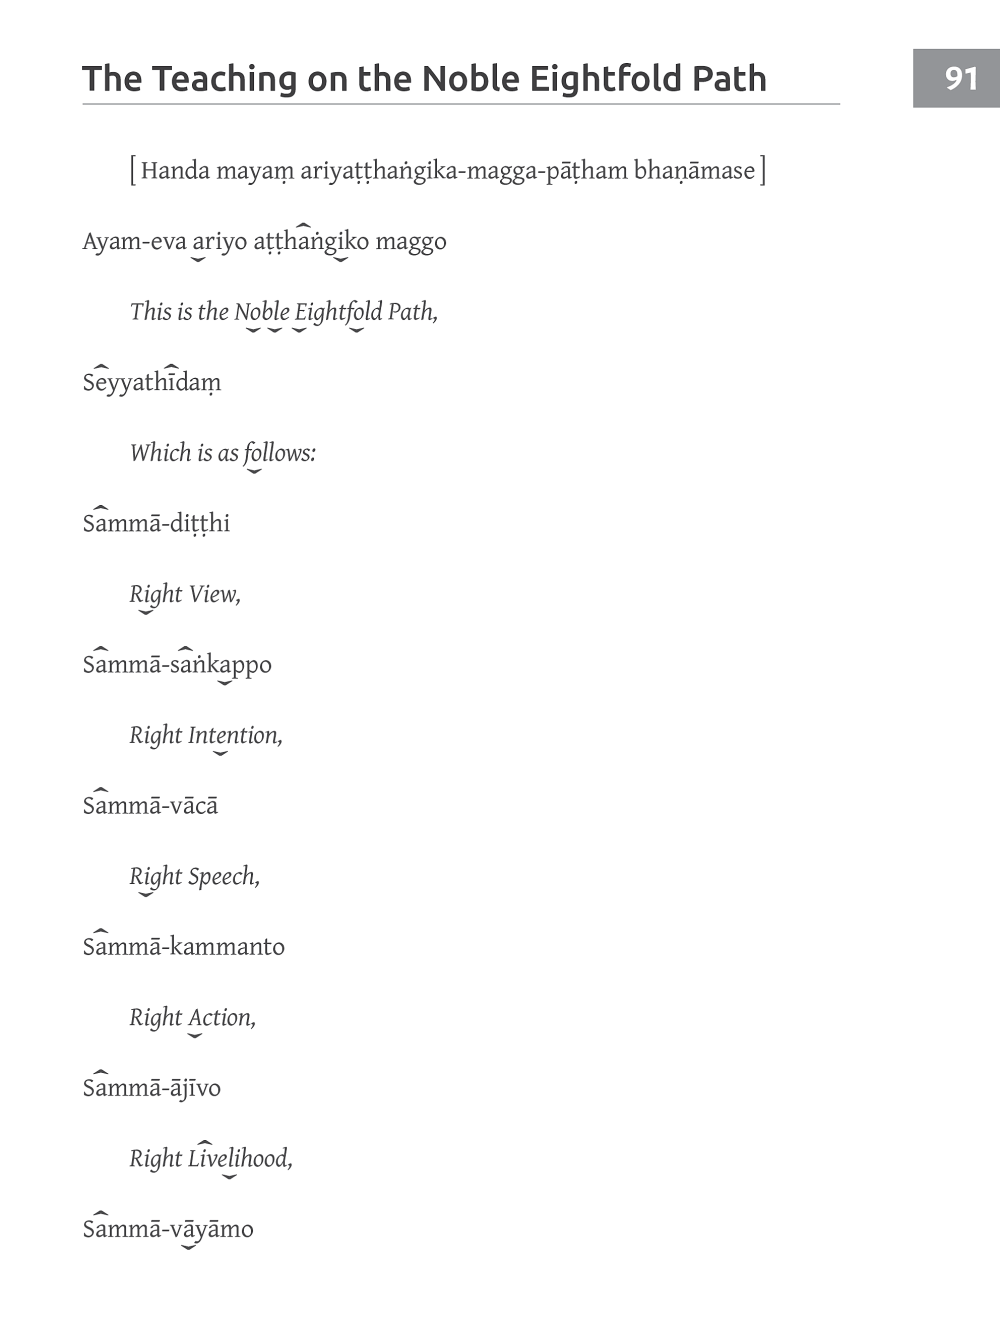 The Teaching on the Noble Eightfold Path
91
[Handa mayaṃ ariyaṭṭhaṅgika-magga-pāṭham bhaṇāmase]
Ayam-eva ariyo aṭṭhaṅgiko maggo
This is the Noble Eightfold Path,
Seyyathīdaṃ
Which is as follows:
Sammā-diṭṭhi
Right View,
Sammā-saṅkappo
Right Intention,
Sammā-vācā
Right Speech,
Sammā-kammanto
Right Action,
Sammā-ājīvo
Right Livelihood,
Sammā-vāyāmo